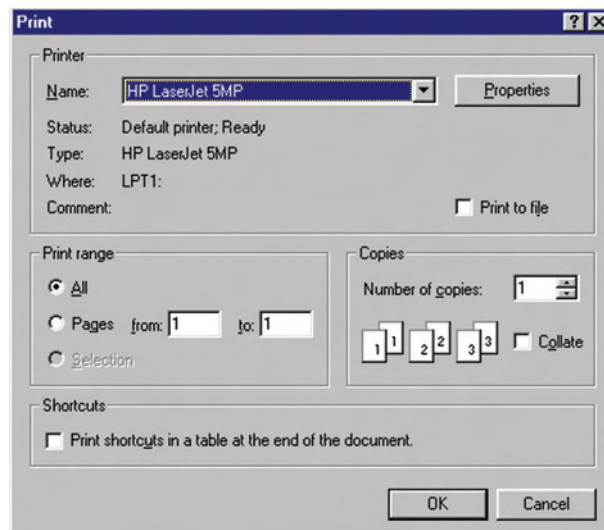 Print
Printer
Name: HP LaserJet 5MP Properties
Status: Default printer; Ready
Type: HP LaserJet 5MP
Where: LPT1:
Comment: Print to file
Print range
All
Pages from: 1 to: 1
Selection
Copies
Number of copies: 1
1 1 2 2 3 3 Collate
Shortcuts
Print shortcuts in a table at the end of the document.
OK Cancel